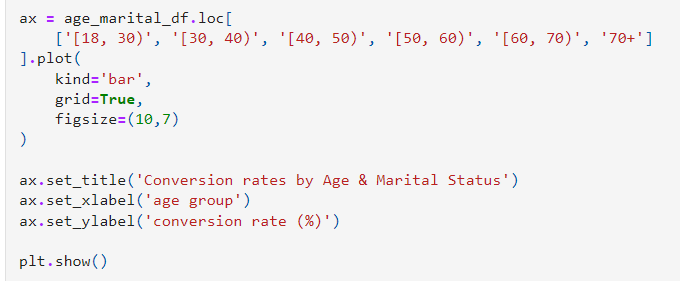 ax = age_marital_df.loc[
    ['[18, 30)', '[30, 40)', '[40, 50)', '[50, 60)', '[60, 70)', '70+']
].plot(
    kind='bar',
    grid=True,
    figsize=(10,7)
)

ax.set_title('Conversion rates by Age & Marital Status')
ax.set_xlabel('age group')
ax.set_ylabel('conversion rate (%)')

plt.show()